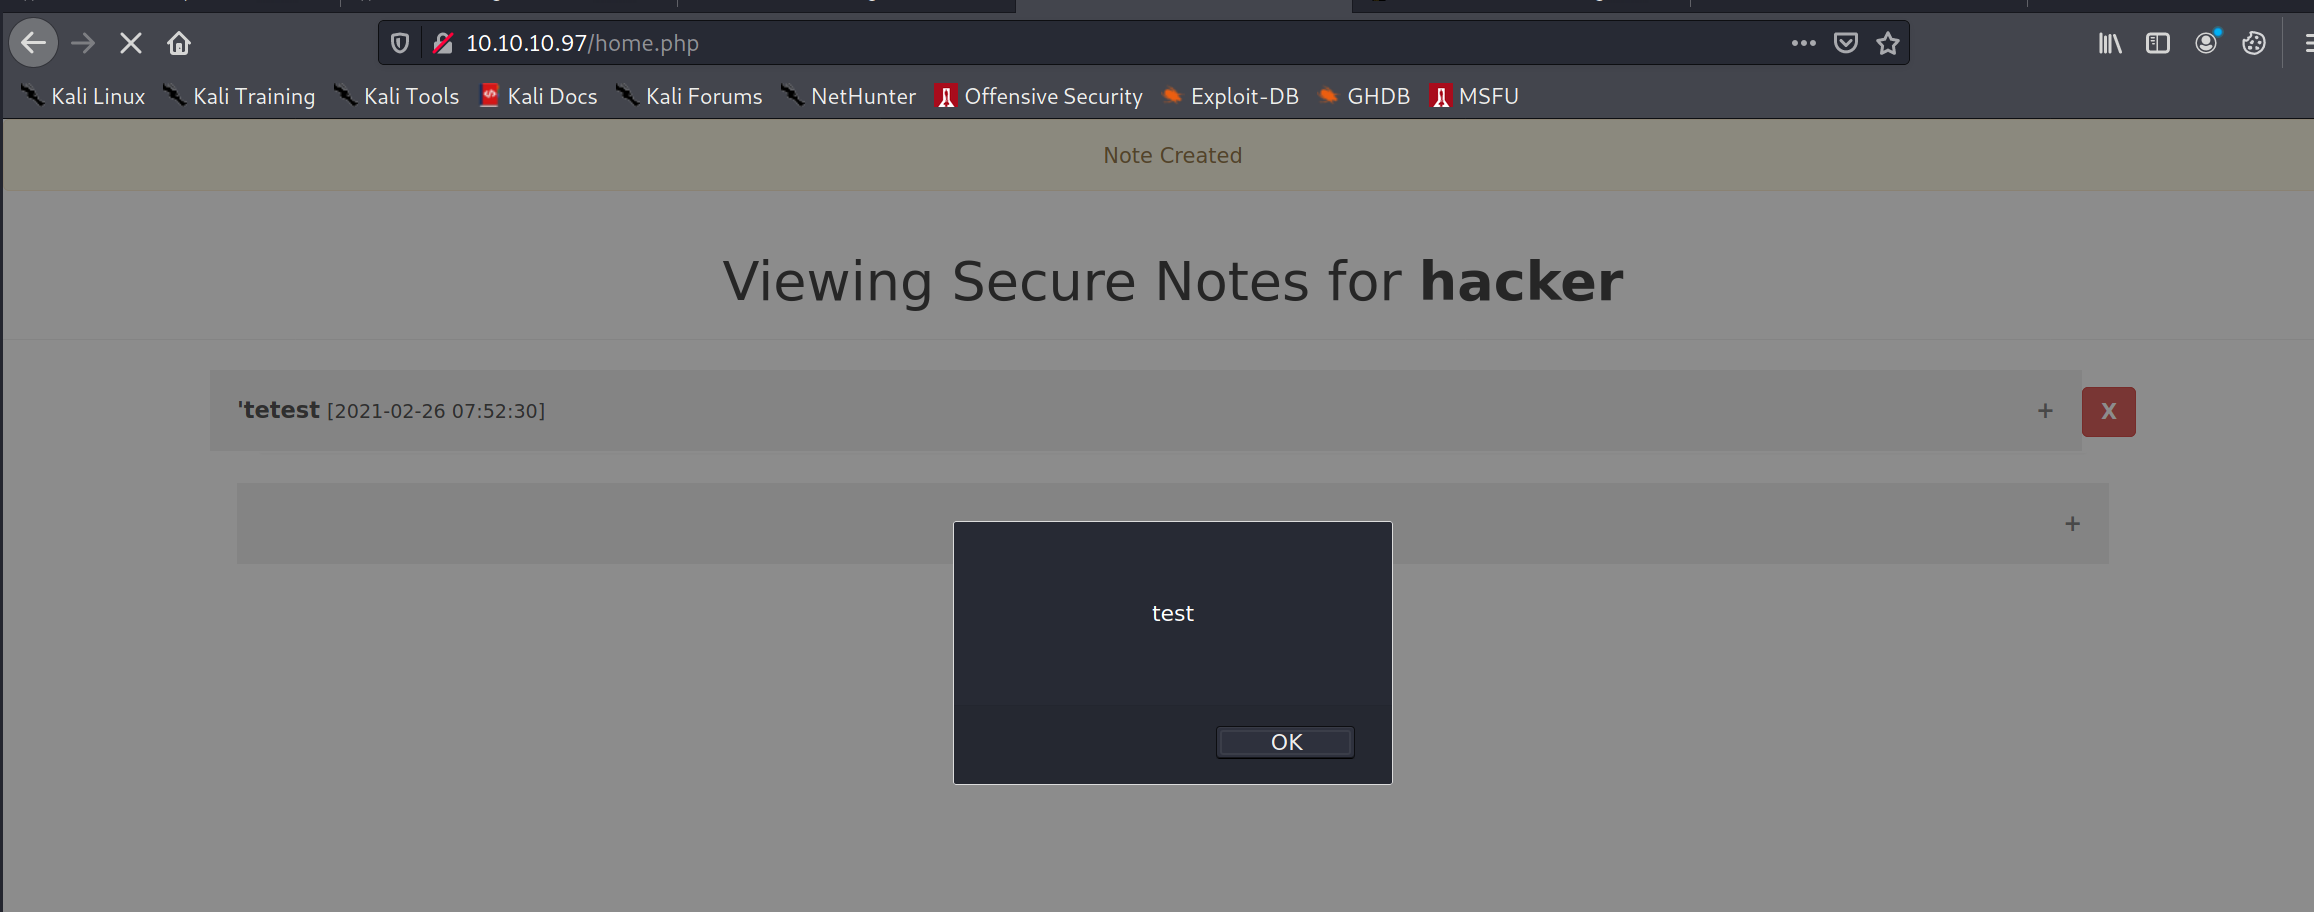 10.10.10.97/home.php
Kali Linux Kali Training Kali Tools Kali Docs Kali Forums NetHunter Offensive Security Exploit-DB GHDB MSFU
Note Created
Viewing Secure Notes for hacker
'tetest [2021-02-26 07:52:30] + X
+
test
OK